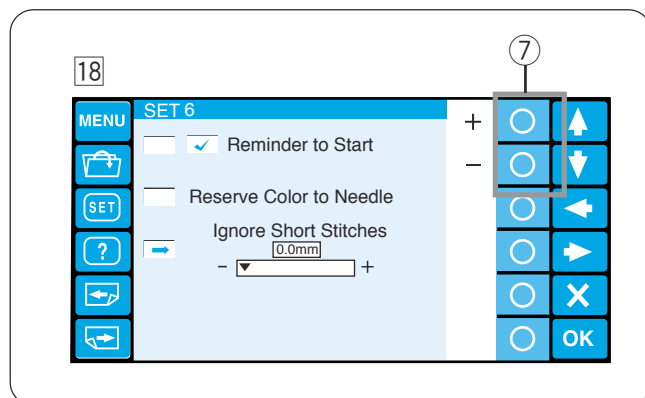 7
18
MENU
SET 6
+
Reminder to Start
−
SET
Reserve Color to Needle
Ignore Short Stitches
?
0.0mm
- +
X
OK